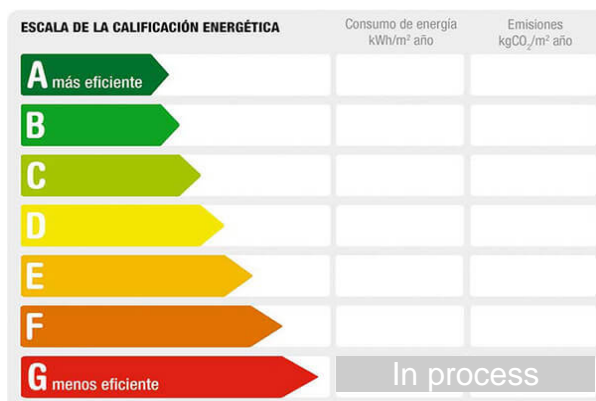 ESCALA DE LA CALIFICACIÓN ENERGÉTICA
Consumo de energía
kWh/m² año
Emisiones
kgCO₂/m² año
A más eficiente
B
C
D
E
F
G menos eficiente
In process